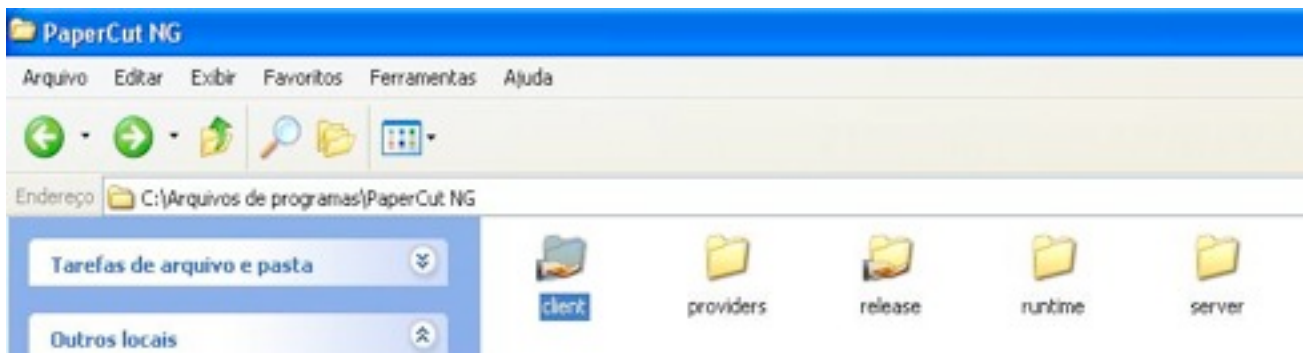 PaperCut NG
Arquivo Editar Exibir Favoritos Ferramentas Ajuda
Endereço C:\Arquivos de programas\PaperCut NG
Tarefas de arquivo e pasta
client providers release runtime server
Outros locais